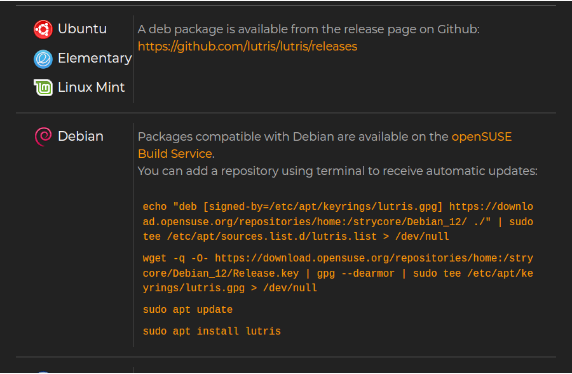 Ubuntu
A deb package is available from the release page on Github:
https://github.com/lutris/lutris/releases
Elementary
Linux Mint
Debian
Packages compatible with Debian are available on the openSUSE
Build Service.
You can add a repository using terminal to receive automatic updates:
echo "deb [signed-by=/etc/apt/keyrings/lutris.gpg] https://downlo
ad.opensuse.org/repositories/home:/strycore/Debian_12/ ./" | sudo
tee /etc/apt/sources.list.d/lutris.list > /dev/null
wget -q -O- https://download.opensuse.org/repositories/home:/stry
core/Debian_12/Release.key | gpg --dearmor | sudo tee /etc/apt/ke
yrings/lutris.gpg > /dev/null
sudo apt update
sudo apt install lutris